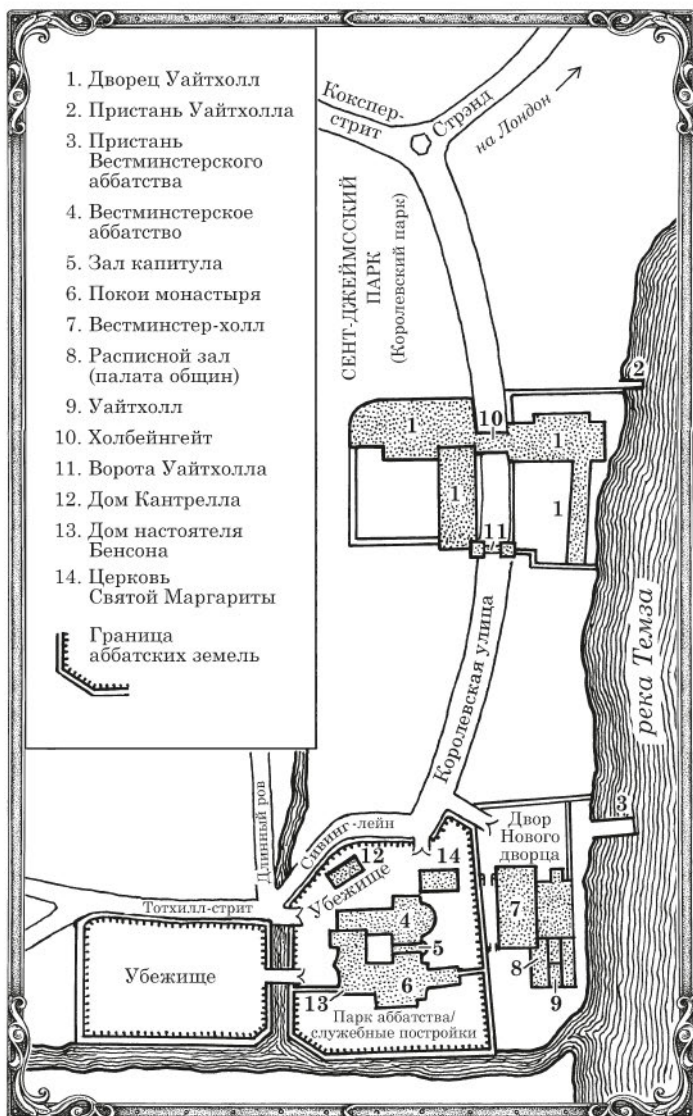 1. Дворец Уайтхолл
2. Пристань Уайтхолла
3. Пристань
Вестминстерского
аббатства
4. Вестминстерское
аббатство
5. Зал капитула
6. Покои монастыря
7. Вестминстер-холл
8. Расписной зал
(палата общин)
9. Уайтхолл
10. Холбейнгейт
11. Ворота Уайтхолла
12. Дом Кантрелла
13. Дом настоятеля
Бенсона
14. Церковь
Святой Маргариты
Граница
аббатских земель
Кокспер-
стрит
Стрэнд
на Лондон
СЕНТ-ДЖЕЙМССКИЙ
ПАРК
(Королевский парк)
2
1
10
1
1
1
11
река Темза
Королевская улица
3
Длинный ров
Сивинг-лейн
Двор
Нового
дворца
12
14
Убежище
Тотхилл-стрит
4
7
5
Убежище
8
6
13
9
Парк аббатства/
служебные постройки